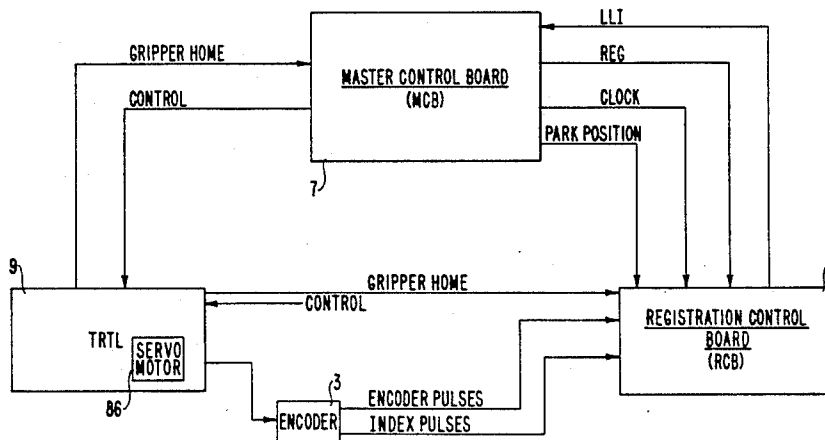 LLI
GRIPPER HOME
MASTER CONTROL BOARD
(MCB)
REG
CONTROL
CLOCK
PARK POSITION
7
9
GRIPPER HOME
CONTROL
TRTL
SERVO
MOTOR
86
REGISTRATION CONTROL
BOARD
(RCB)
3
ENCODER
ENCODER PULSES
INDEX PULSES